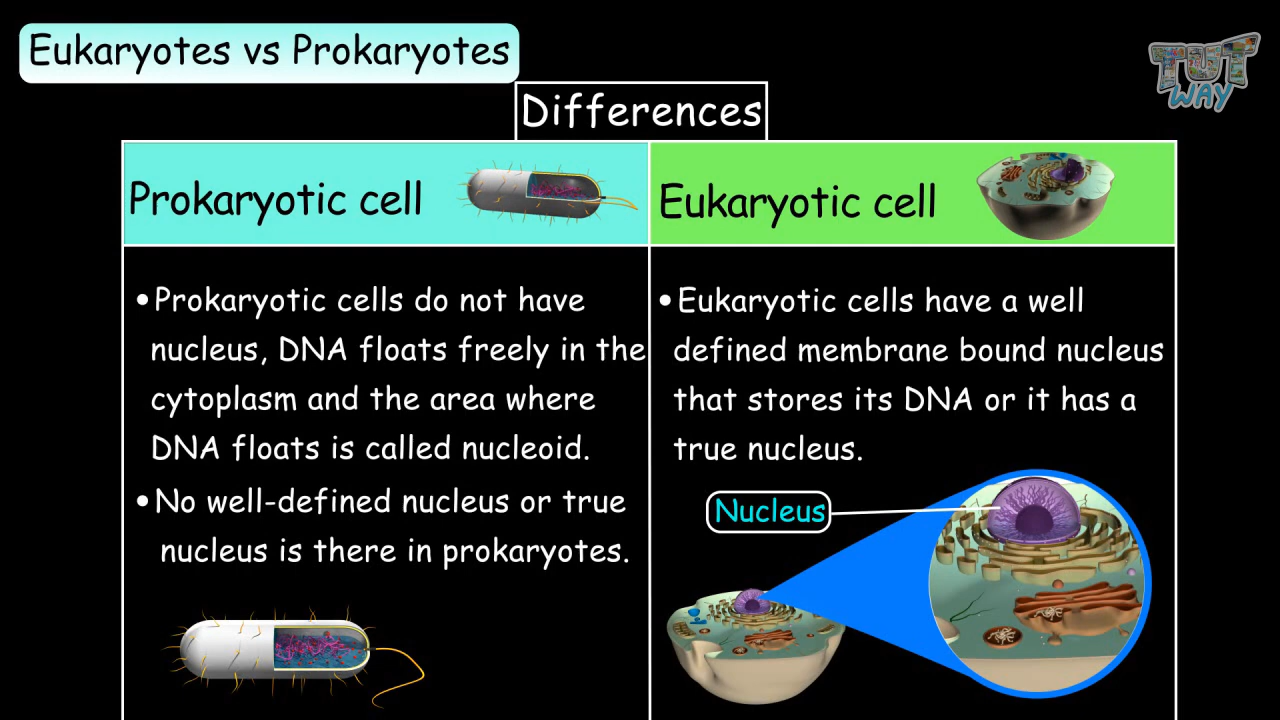 Eukaryotes vs Prokaryotes
TUT
WAY
Differences
Prokaryotic cell
Eukaryotic cell
•Prokaryotic cells do not have
nucleus, DNA floats freely in the
cytoplasm and the area where
DNA floats is called nucleoid.
•No well-defined nucleus or true
nucleus is there in prokaryotes.
•Eukaryotic cells have a well
defined membrane bound nucleus
that stores its DNA or it has a
true nucleus.
Nucleus